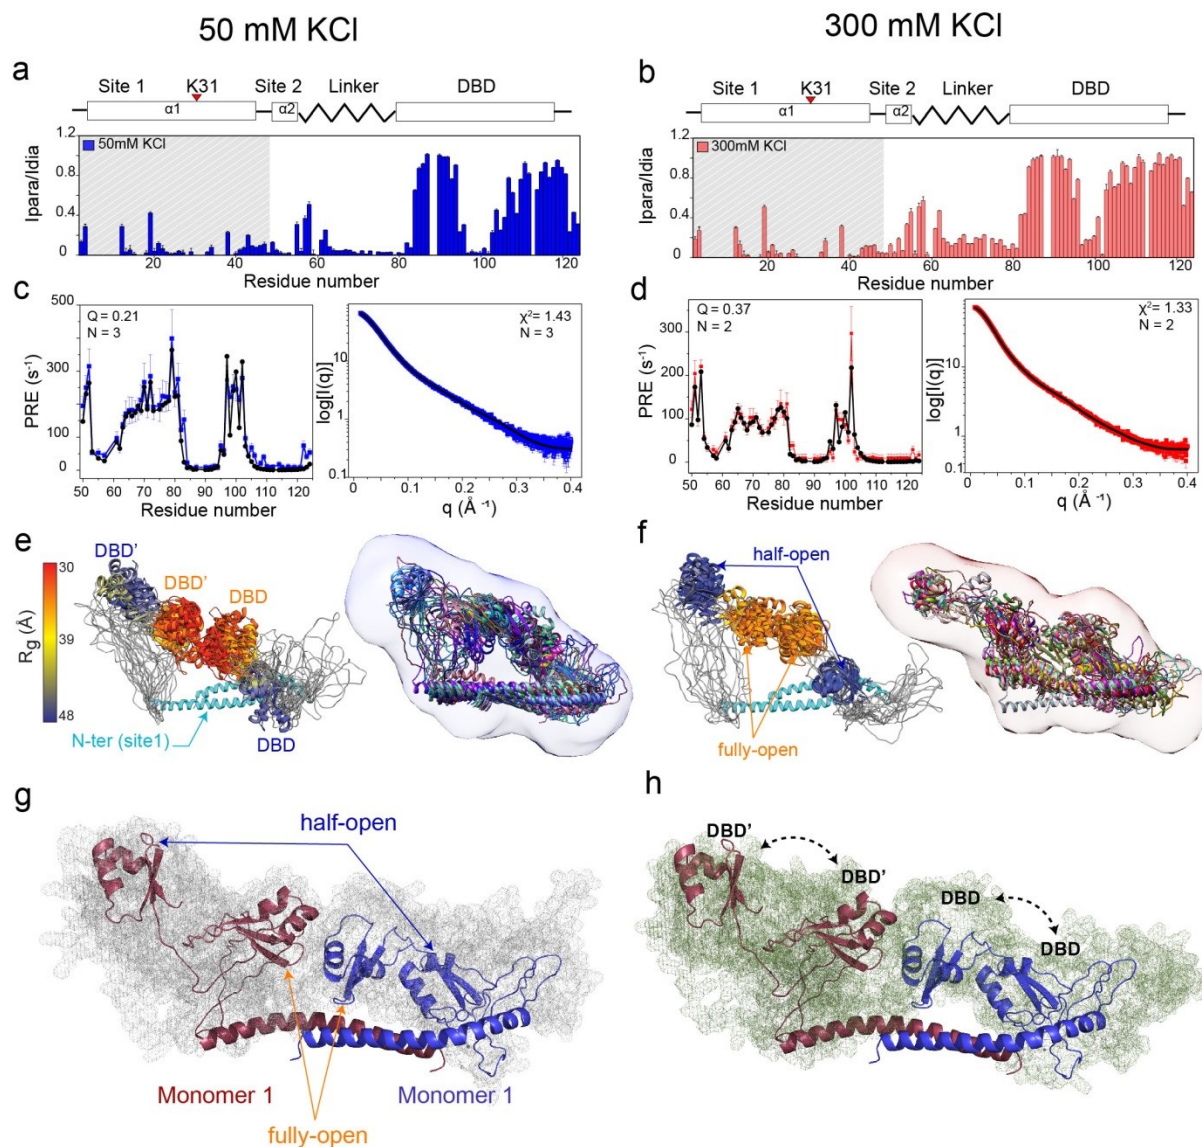 50 mM KCl
300 mM KCl
a
Site 1 K31 Site 2 Linker DBD
α1 α2
50mM KCl
Ipara/Idia
1.2
0.8
0.4
0
20 40 60 80 100 120
Residue number
b
Site 1 K31 Site 2 Linker DBD
α1 α2
300mM KCl
Ipara/Idia
1.2
0.8
0.4
0
20 40 60 80 100 120
Residue number
c
Q = 0.21
N = 3
PRE (s⁻¹)
500
400
300
200
100
0
50 60 70 80 90 100 110 120
Residue number
χ²= 1.43
N = 3
log[I(q)]
10
1
0.1
0 0.1 0.2 0.3 0.4
q (Å ⁻¹)
d
Q = 0.37
N = 2
PRE (s⁻¹)
300
200
100
0
50 60 70 80 90 100 110 120
Residue number
χ²= 1.33
N = 2
log[I(q)]
10
1
0.1
0 0.1 0.2 0.3 0.4
q (Å ⁻¹)
e
30
39
48
Rg (Å)
DBD'
DBD'
DBD
N-ter (site1)
DBD
f
half-open
fully-open
g
half-open
Monomer 1
Monomer 1
fully-open
h
DBD'
DBD'
DBD
DBD